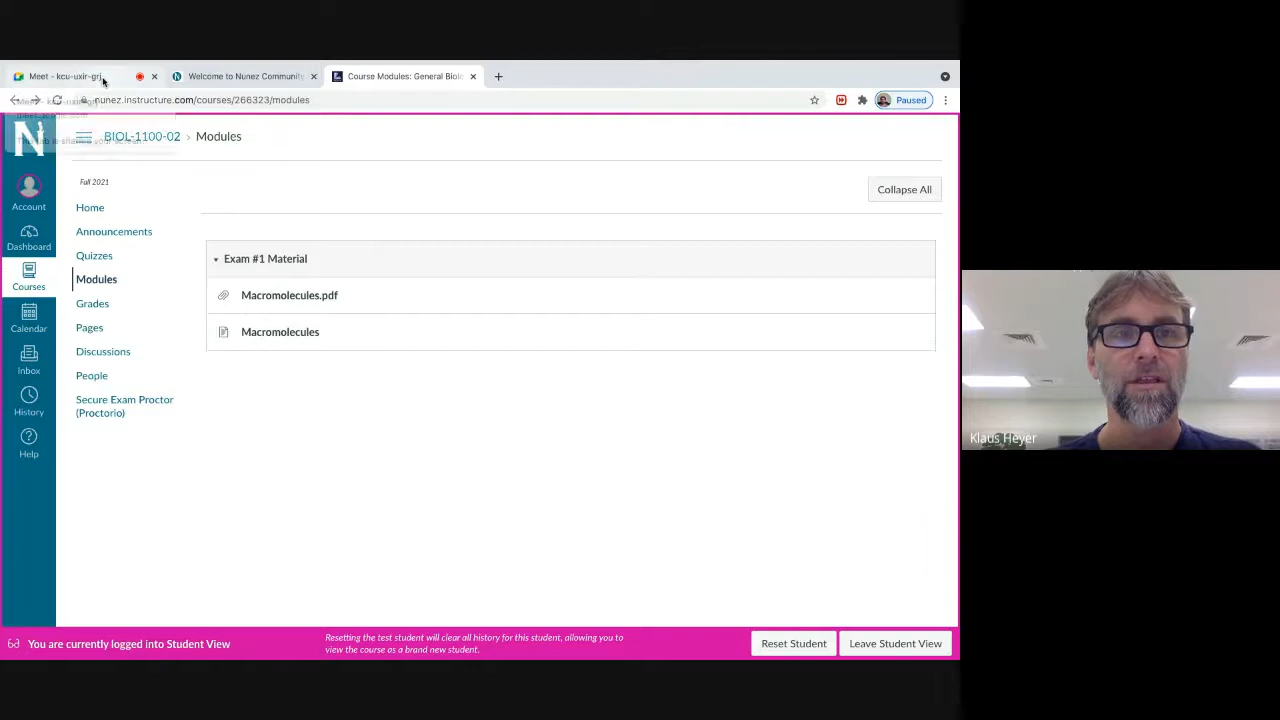 Meet - kcu-uxir-grj
Welcome to Nunez Community
Course Modules: General Biolo
nunez.instructure.com/courses/266323/modules
Paused
N
BIOL-1100-02 › Modules
Fall 2021
Collapse All
Account
Dashboard
Courses
Calendar
Inbox
History
Help
Home
Announcements
Quizzes
Modules
Grades
Pages
Discussions
People
Secure Exam Proctor
(Proctorio)
Exam #1 Material
Macromolecules.pdf
Macromolecules
Klaus Heyer
You are currently logged into Student View
Resetting the test student will clear all history for this student, allowing you to
view the course as a brand new student.
Reset Student
Leave Student View